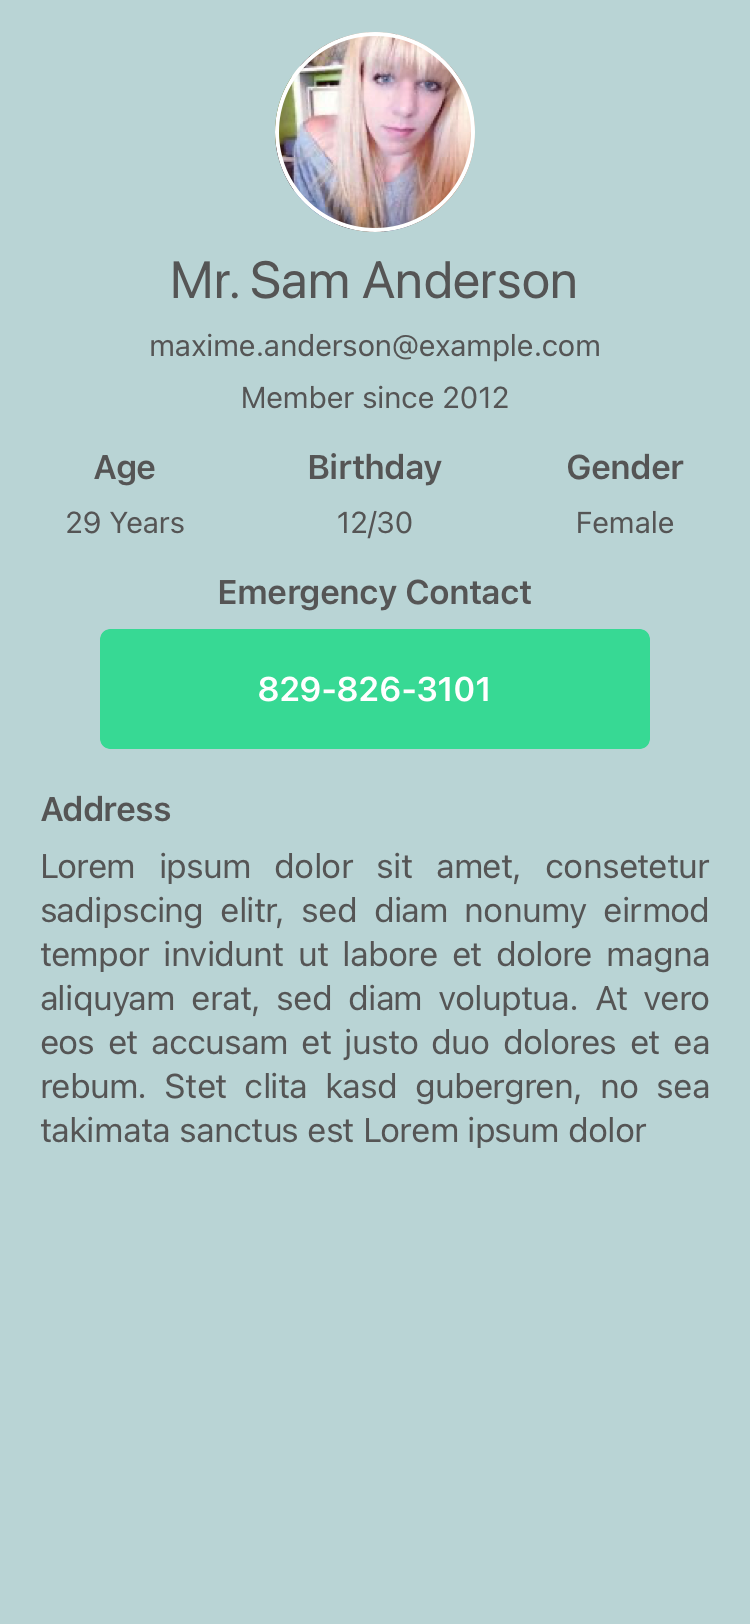 Mr. Sam Anderson
maxime.anderson@example.com
Member since 2012
Age Birthday Gender
29 Years 12/30 Female
Emergency Contact
829-826-3101
Address
Lorem ipsum dolor sit amet, consetetur
sadipscing elitr, sed diam nonumy eirmod
tempor invidunt ut labore et dolore magna
aliquyam erat, sed diam voluptua. At vero
eos et accusam et justo duo dolores et ea
rebum. Stet clita kasd gubergren, no sea
takimata sanctus est Lorem ipsum dolor